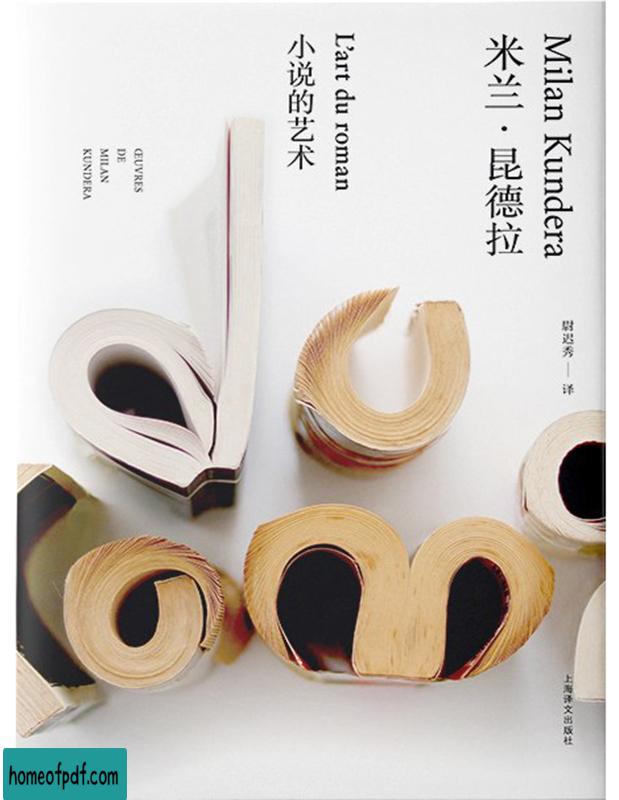 Milan Kundera
米兰·昆德拉
尉迟秀——译
L'art du roman
小说的艺术
ŒUVRES
DE
MILAN
KUNDERA
上海译文出版社
homeofpdf.com